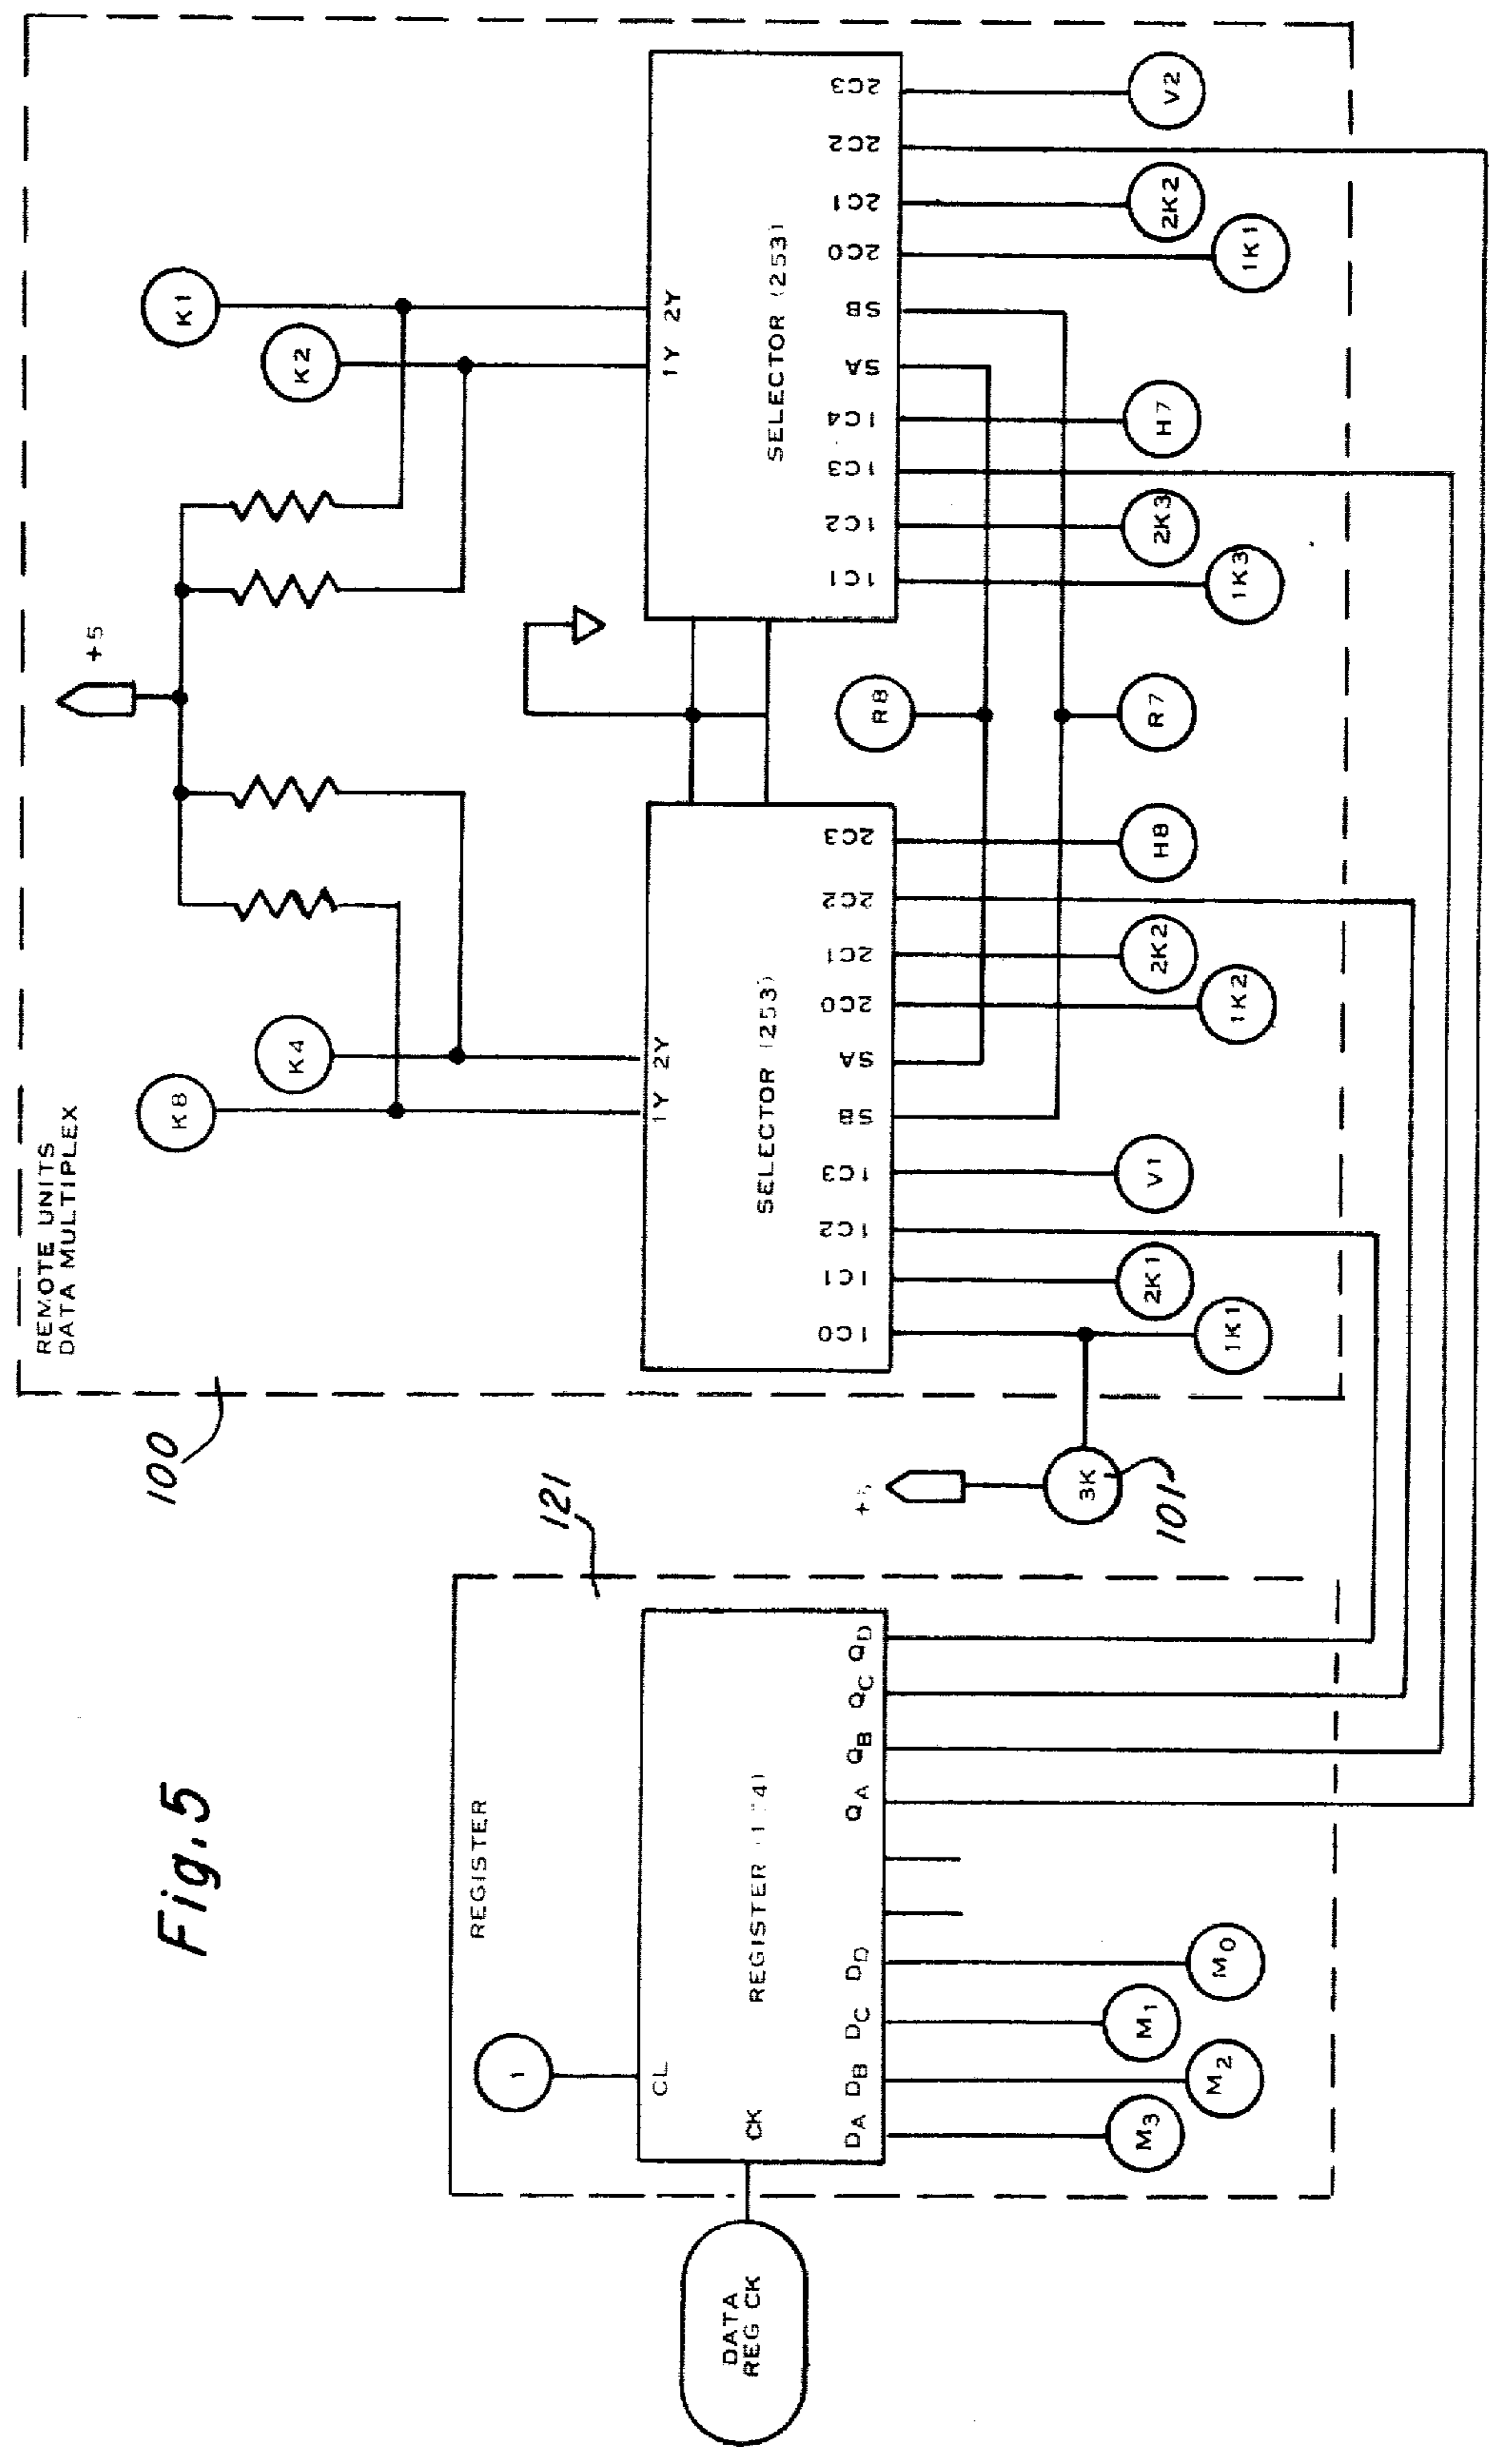 Fig. 5
REMOTE UNITS
DATA MULTIPLEX
100
K8
K4
+5
K2
K1
1Y 2Y
SELECTOR (253)
1C0 1C1 1C2 1C3 SB SA 2C0 2C1 2C2 2C3
1Y 2Y
SELECTOR (253)
1C1 1C2 1C3 1C4 SA SB 2C0 2C1 2C2 2C3
R8
R7
1K1
2K1
V1
1K2
2K2
H8
1K3
2K3
H7
1K1
2K2
V2
3K
101
121
REGISTER
1
CL
CK
REGISTER
DA DB DC DD QA QB QC QD
M3
M2
M1
M0
DATA
REG CK